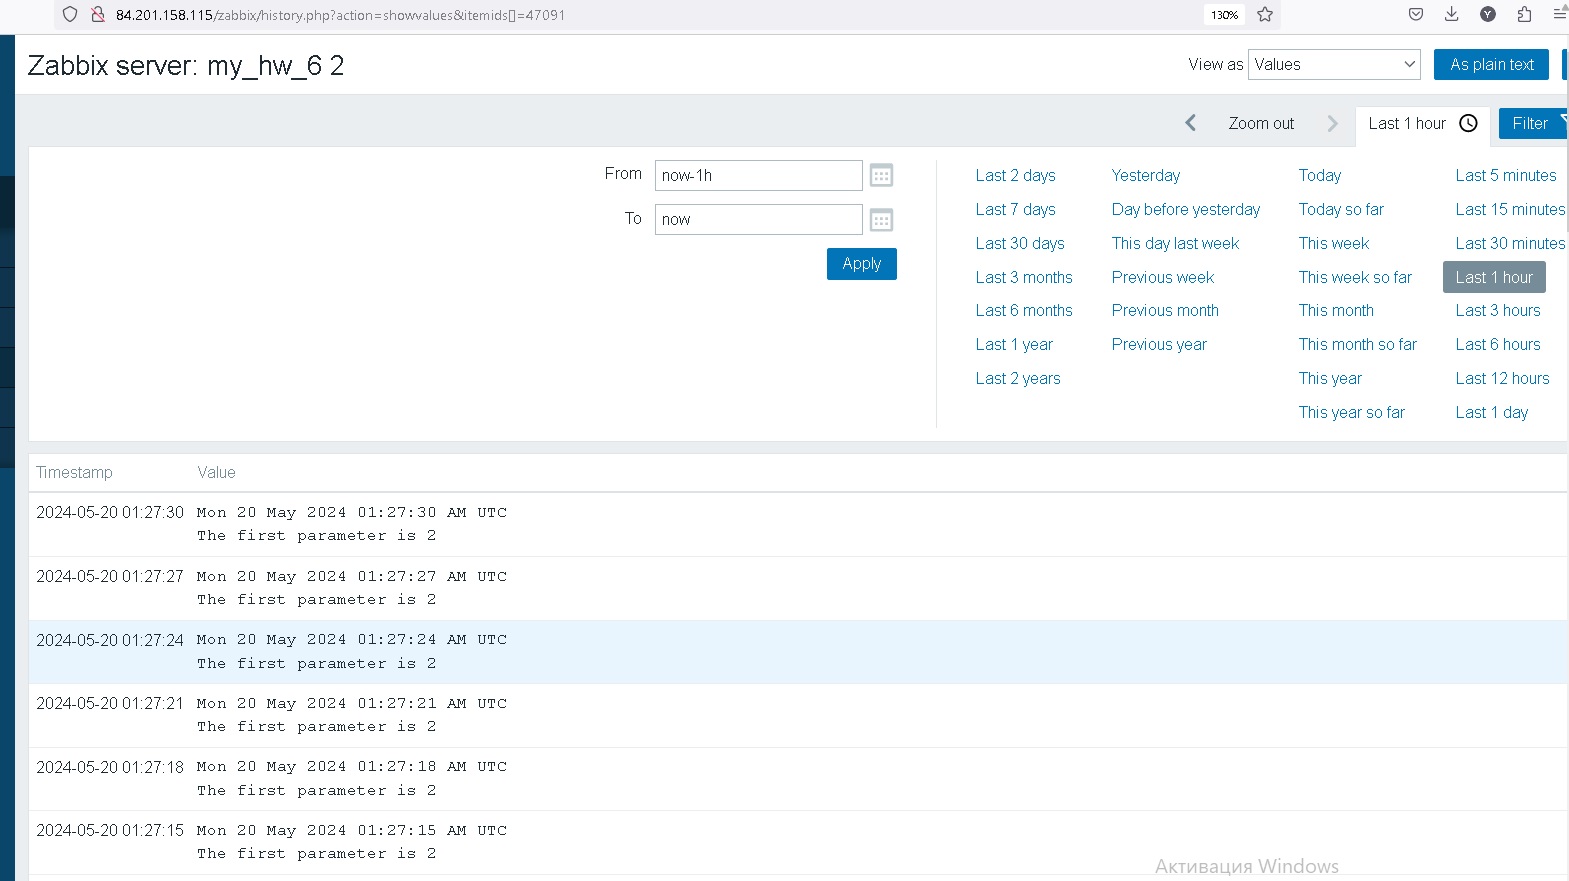 84.201.158.115/zabbix/history.php?action=showvalues&itemids[]=47091
130%
Y
Zabbix server: my_hw_6 2
View as Values As plain text
Zoom out Last 1 hour Filter
From now-1h
To now
Apply
Last 2 days Yesterday Today Last 5 minutes
Last 7 days Day before yesterday Today so far Last 15 minutes
Last 30 days This day last week This week Last 30 minutes
Last 3 months Previous week This week so far Last 1 hour
Last 6 months Previous month This month Last 3 hours
Last 1 year Previous year This month so far Last 6 hours
Last 2 years This year Last 12 hours
This year so far Last 1 day
Timestamp Value
2024-05-20 01:27:30 Mon 20 May 2024 01:27:30 AM UTC
The first parameter is 2
2024-05-20 01:27:27 Mon 20 May 2024 01:27:27 AM UTC
The first parameter is 2
2024-05-20 01:27:24 Mon 20 May 2024 01:27:24 AM UTC
The first parameter is 2
2024-05-20 01:27:21 Mon 20 May 2024 01:27:21 AM UTC
The first parameter is 2
2024-05-20 01:27:18 Mon 20 May 2024 01:27:18 AM UTC
The first parameter is 2
2024-05-20 01:27:15 Mon 20 May 2024 01:27:15 AM UTC
The first parameter is 2
Активация Windows